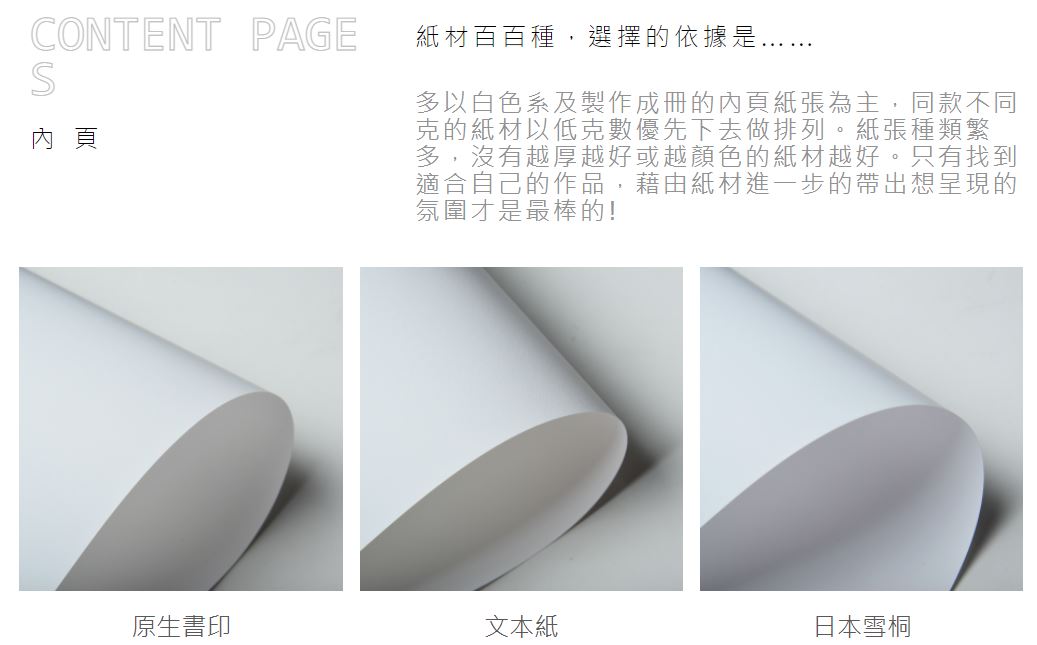 CONTENT PAGE
S
內 頁
紙材百百種，選擇的依據是……
多以白色系及製作成冊的內頁紙張為主，同款不同
克的紙材以低克數優先下去做排列。紙張種類繁
多，沒有越厚越好或越顏色的紙材越好。只有找到
適合自己的作品，藉由紙材進一步的帶出想呈現的
氛圍才是最棒的!
原生書印
文本紙
日本雪桐